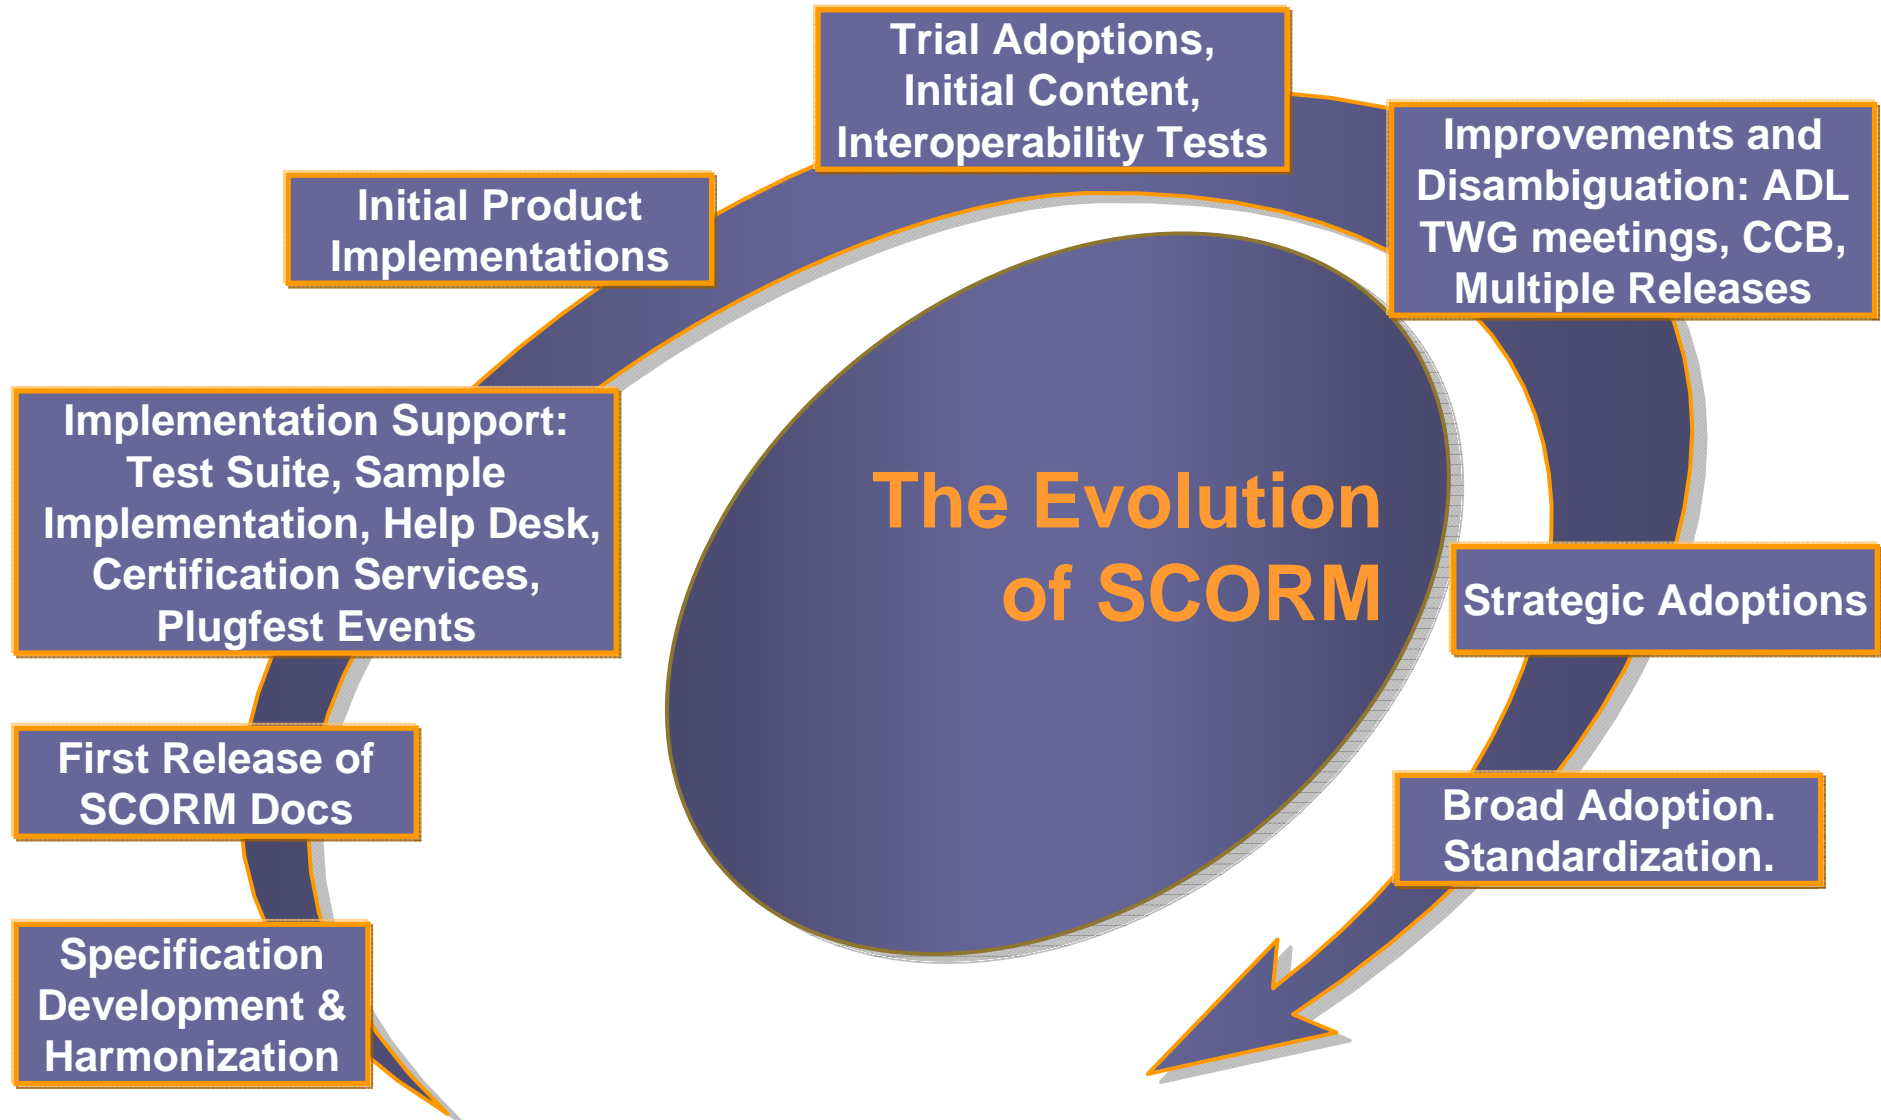 Trial Adoptions,
Initial Content,
Interoperability Tests
Improvements and
Disambiguation: ADL
TWG meetings, CCB,
Multiple Releases
Initial Product
Implementations
Implementation Support:
Test Suite, Sample
Implementation, Help Desk,
Certification Services,
Plugfest Events
The Evolution
of SCORM
Strategic Adoptions
First Release of
SCORM Docs
Broad Adoption.
Standardization.
Specification
Development &
Harmonization